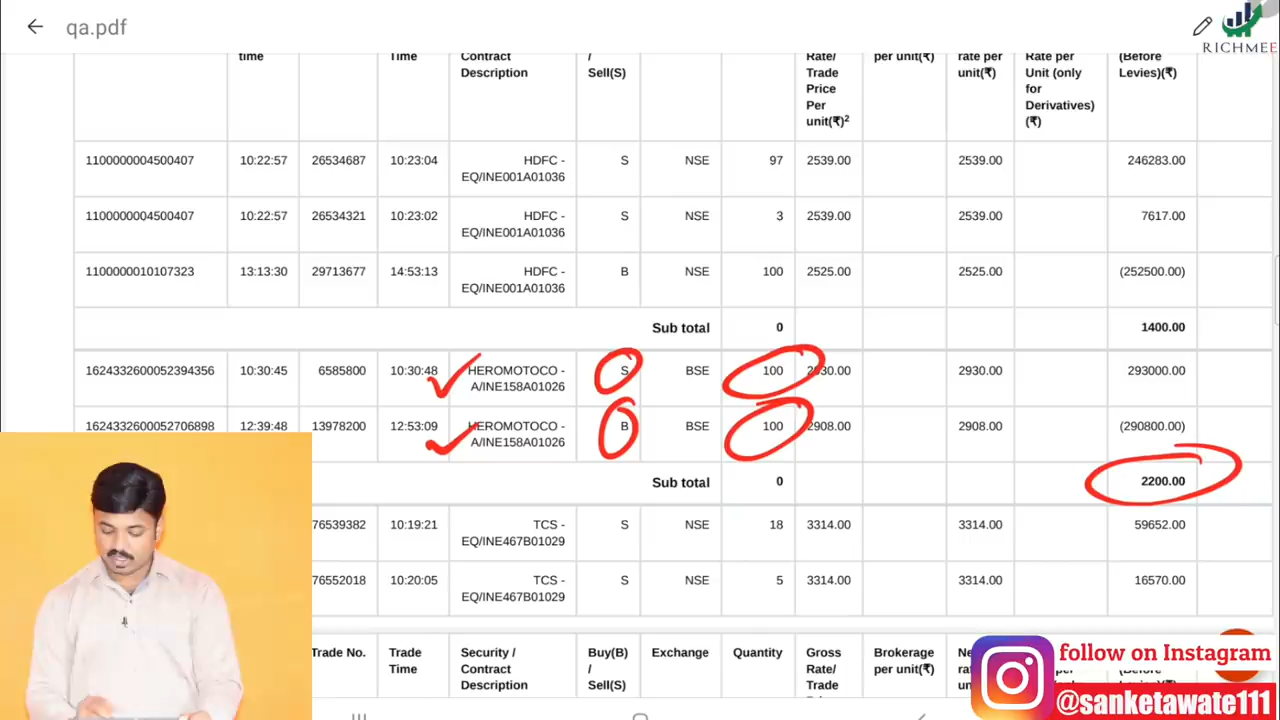 qa.pdf
RICHMEE
time
Time
Contract
Description
/
Sell(S)
Rate/
Trade
Price
Per
unit(₹)2
per unit(₹)
rate per
unit(₹)
Rate per
Unit (only
for
Derivatives)
(₹)
(Before
Levies)(₹)
1100000004500407 10:22:57 26534687 10:23:04 HDFC - S NSE 97 2539.00 2539.00 246283.00
EQ/INE001A01036
1100000004500407 10:22:57 26534321 10:23:02 HDFC - S NSE 3 2539.00 2539.00 7617.00
EQ/INE001A01036
1100000010107323 13:13:30 29713677 14:53:13 HDFC - B NSE 100 2525.00 2525.00 (252500.00)
EQ/INE001A01036
Sub total 0 1400.00
1624332600052394356 10:30:45 6585800 10:30:48 HEROMOTOCO - S BSE 100 2930.00 2930.00 293000.00
A/INE158A01026
1624332600052706898 12:39:48 13978200 12:53:09 HEROMOTOCO - B BSE 100 2908.00 2908.00 (290800.00)
A/INE158A01026
Sub total 0 2200.00
76539382 10:19:21 TCS - S NSE 18 3314.00 3314.00 59652.00
EQ/INE467B01029
76552018 10:20:05 TCS - S NSE 5 3314.00 3314.00 16570.00
EQ/INE467B01029
Trade No.
Trade
Time
Security /
Contract
Description
Buy(B)
/
Sell(S)
Exchange
Quantity
Gross
Rate/
Trade
Brokerage
per unit(₹)
follow on Instagram
@sanketawate111